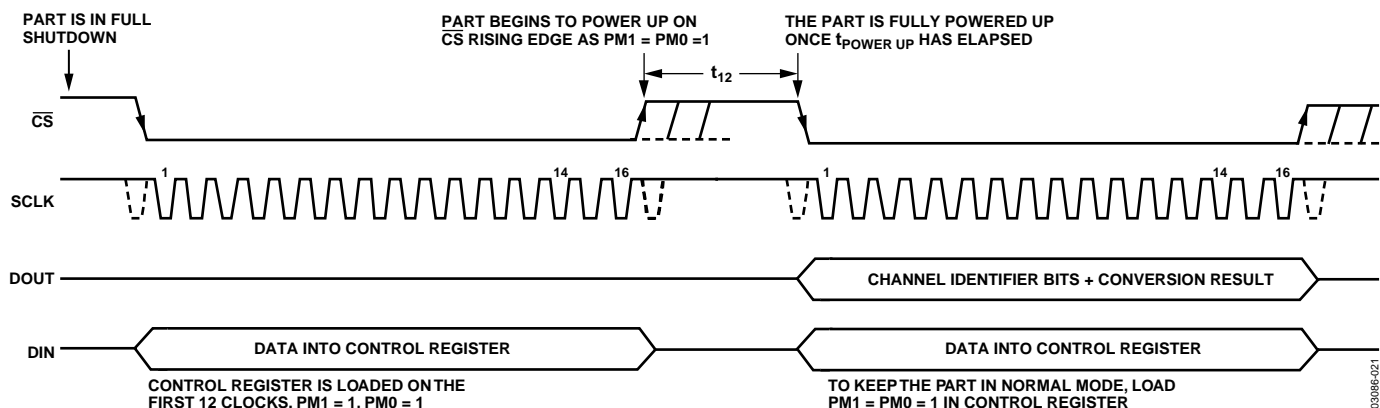 PART IS IN FULL
SHUTDOWN
PART BEGINS TO POWER UP ON
CS RISING EDGE AS PM1 = PM0 =1
THE PART IS FULLY POWERED UP
ONCE tPOWER UP HAS ELAPSED
t12
CS
SCLK
1
14
16
1
14
16
DOUT
CHANNEL IDENTIFIER BITS + CONVERSION RESULT
DIN
DATA INTO CONTROL REGISTER
DATA INTO CONTROL REGISTER
CONTROL REGISTER IS LOADED ON THE
FIRST 12 CLOCKS, PM1 = 1, PM0 = 1
TO KEEP THE PART IN NORMAL MODE, LOAD
PM1 = PM0 = 1 IN CONTROL REGISTER
03086-021